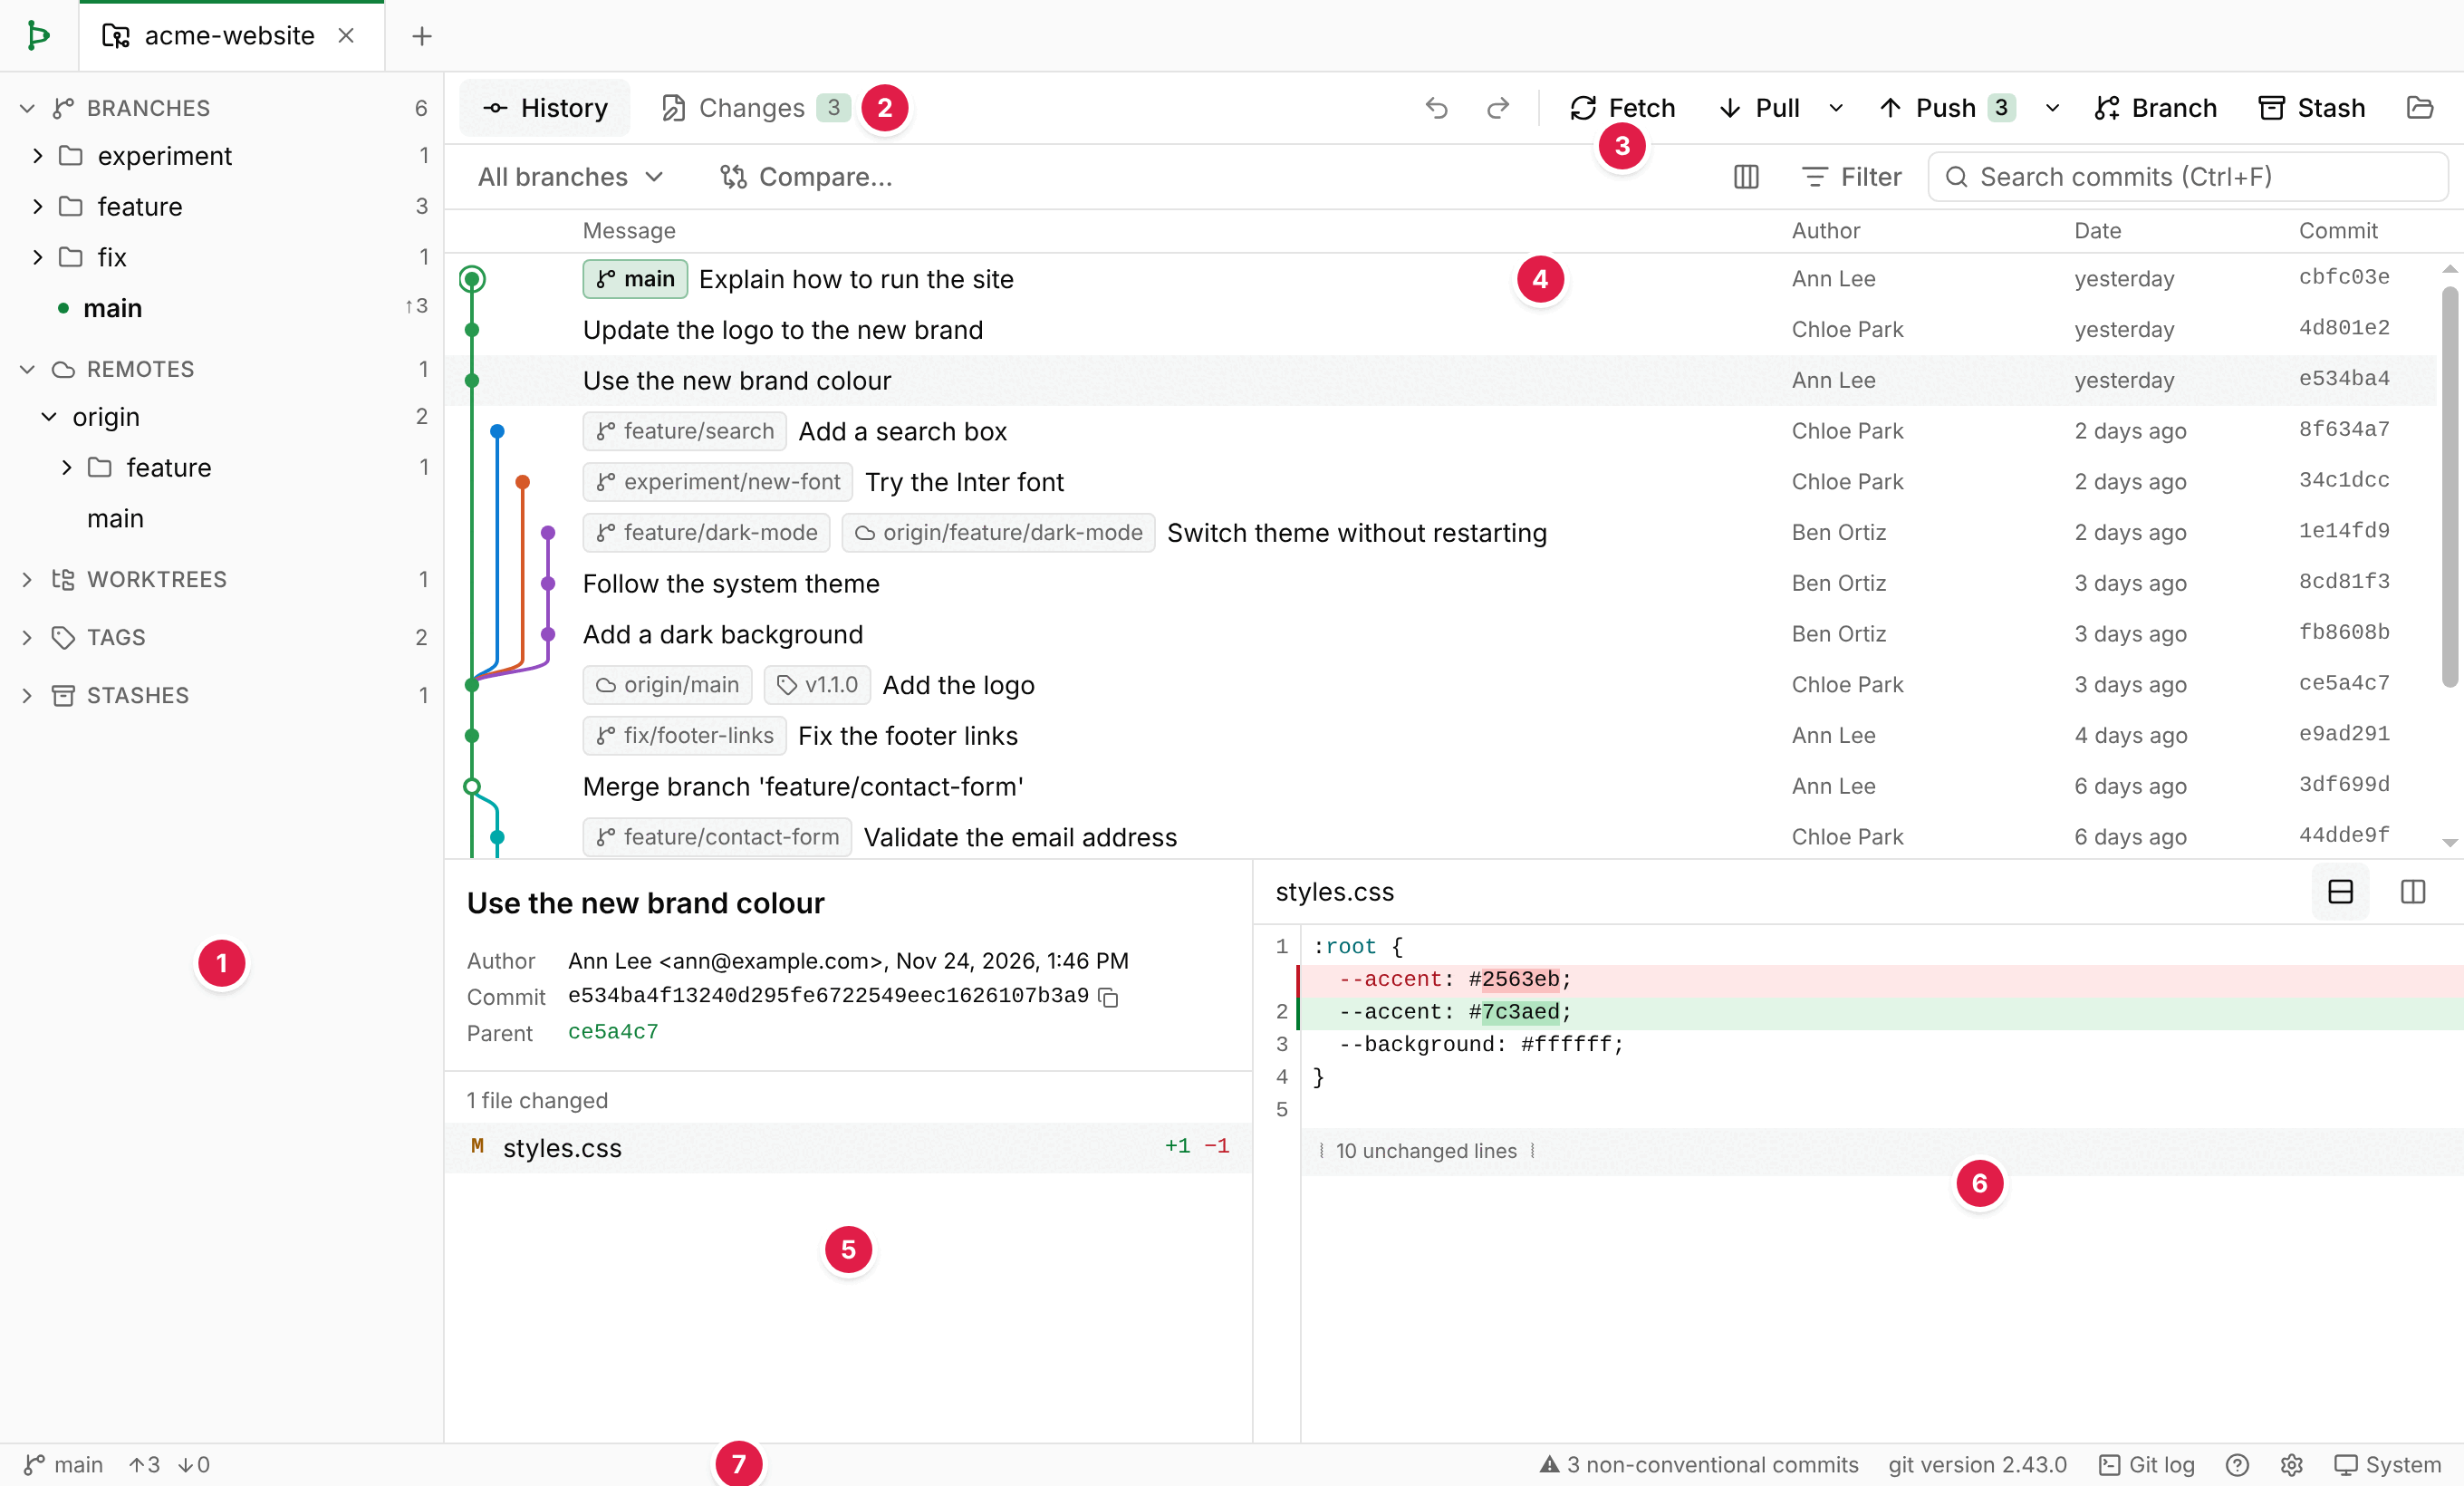 acme-website
BRANCHES 6
experiment 1
feature 3
fix 1
main ↑3
REMOTES 1
origin 2
feature 1
main
WORKTREES 1
TAGS 2
STASHES 1
1
History Changes 3 2 Fetch Pull Push 3 Branch Stash
3
All branches Compare... Filter Search commits (Ctrl+F)
Message Author Date Commit
main Explain how to run the site 4 Ann Lee yesterday cbfc03e
Update the logo to the new brand Chloe Park yesterday 4d801e2
Use the new brand colour Ann Lee yesterday e534ba4
feature/search Add a search box Chloe Park 2 days ago 8f634a7
experiment/new-font Try the Inter font Chloe Park 2 days ago 34c1dcc
feature/dark-mode origin/feature/dark-mode Switch theme without restarting Ben Ortiz 2 days ago 1e14fd9
Follow the system theme Ben Ortiz 3 days ago 8cd81f3
Add a dark background Ben Ortiz 3 days ago fb8608b
origin/main v1.1.0 Add the logo Chloe Park 3 days ago ce5a4c7
fix/footer-links Fix the footer links Ann Lee 4 days ago e9ad291
Merge branch 'feature/contact-form' Ann Lee 6 days ago 3df699d
feature/contact-form Validate the email address Chloe Park 6 days ago 44dde9f
Use the new brand colour
Author Ann Lee <ann@example.com>, Nov 24, 2026, 1:46 PM
Commit e534ba4f13240d295fe6722549eec1626107b3a9
Parent ce5a4c7
1 file changed
M styles.css +1 −1
5
styles.css
1 :root {
--accent: #2563eb;
2 --accent: #7c3aed;
3 --background: #ffffff;
4 }
5
10 unchanged lines
6
main ↑3 ↓0 7 3 non-conventional commits git version 2.43.0 Git log System